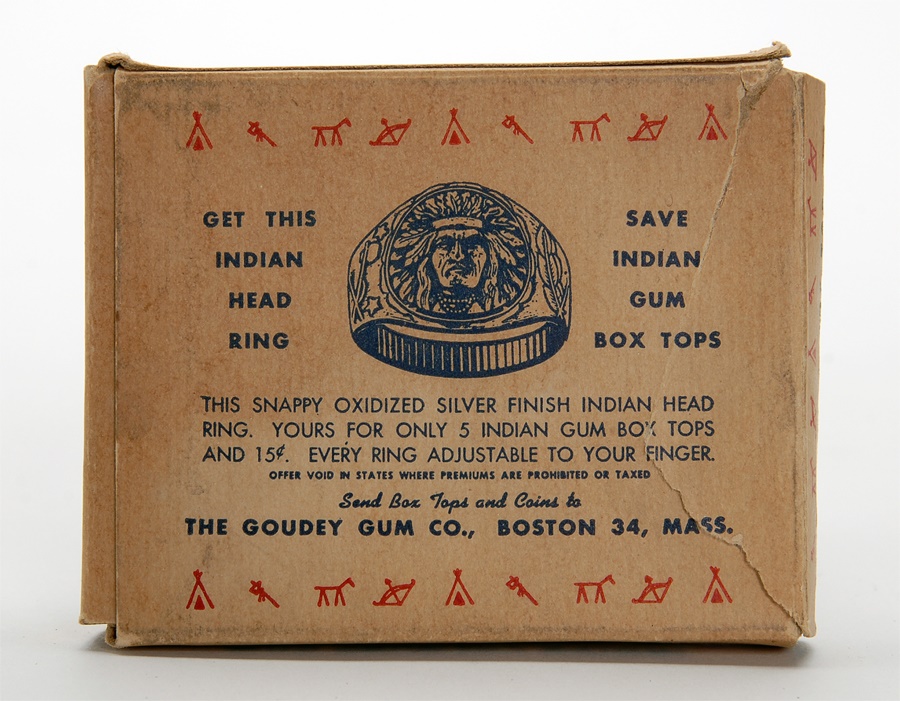 GET THIS
INDIAN
HEAD
RING
SAVE
INDIAN
GUM
BOX TOPS
THIS SNAPPY OXIDIZED SILVER FINISH INDIAN HEAD
RING. YOURS FOR ONLY 5 INDIAN GUM BOX TOPS
AND 15¢. EVERY RING ADJUSTABLE TO YOUR FINGER.
OFFER VOID IN STATES WHERE PREMIUMS ARE PROHIBITED OR TAXED
Send Box Tops and Coins to
THE GOUDEY GUM CO., BOSTON 34, MASS.